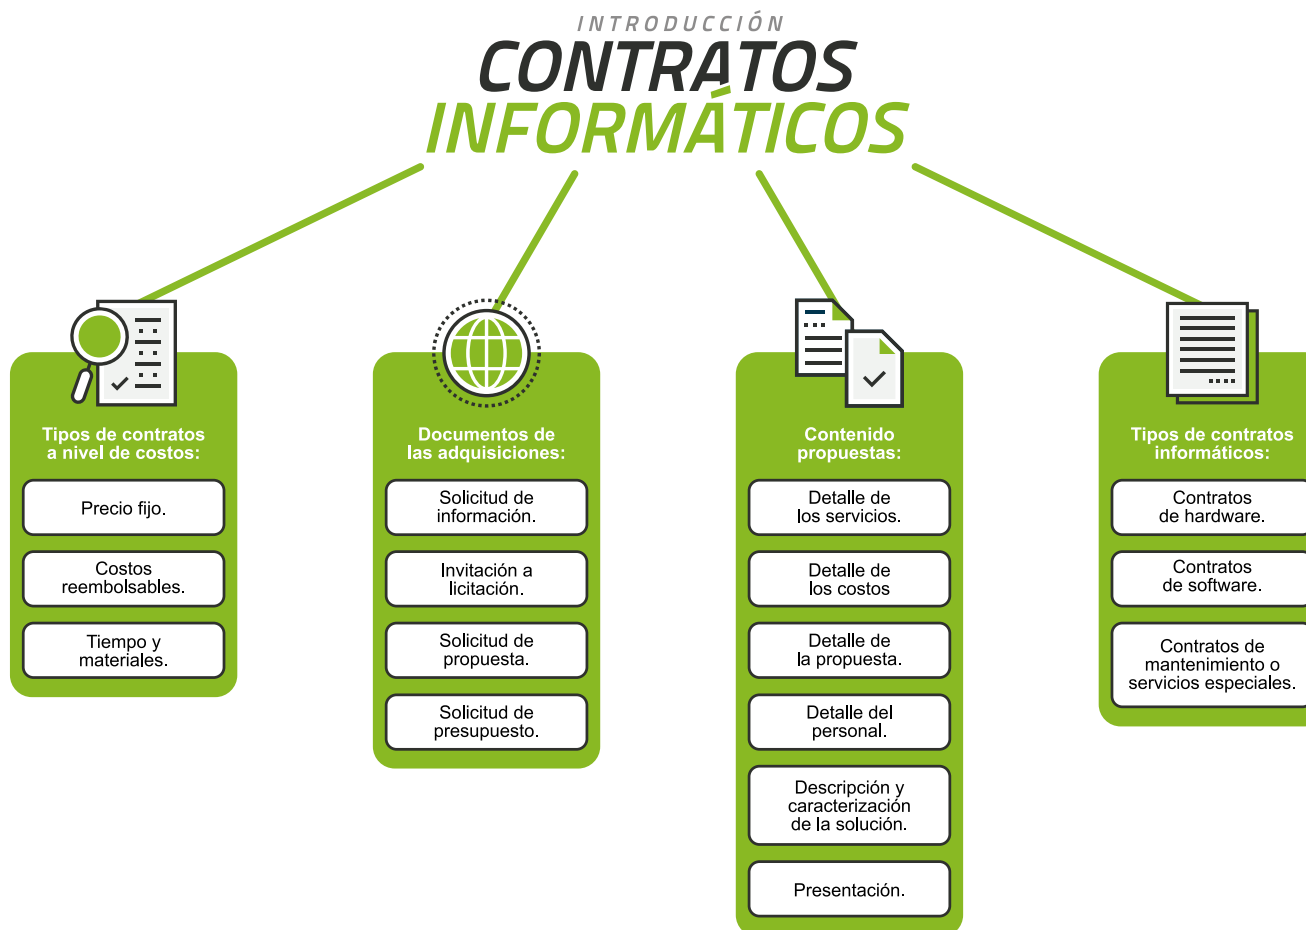 INTRODUCCIÓN
CONTRATOS
INFORMÁTICOS
Tipos de contratos
a nivel de costos:
Precio fijo.
Costos
reembolsables.
Tiempo y
materiales.
Documentos de
las adquisiciones:
Solicitud de
información.
Invitación a
licitación.
Solicitud de
propuesta.
Solicitud de
presupuesto.
Contenido
propuestas:
Detalle de
los servicios.
Detalle de
los costos
Detalle de
la propuesta.
Detalle del
personal.
Descripción y
caracterización
de la solución.
Presentación.
Tipos de contratos
informáticos:
Contratos
de hardware.
Contratos
de software.
Contratos de
mantenimiento o
servicios especiales.